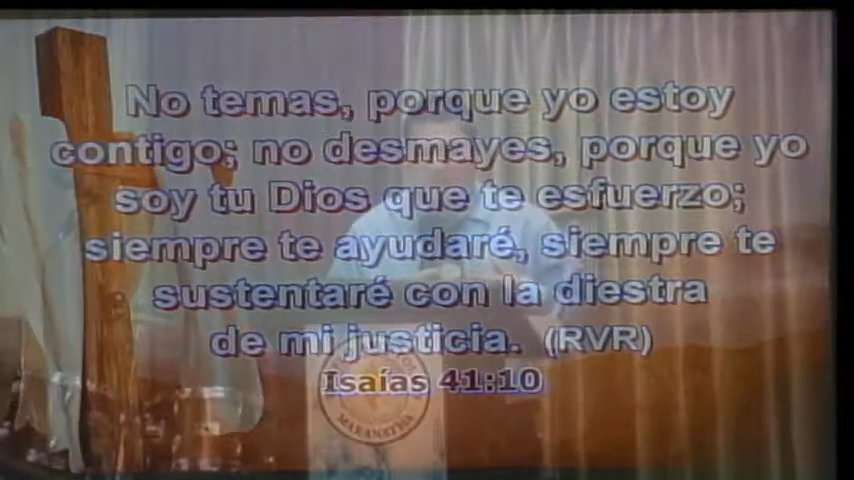 No temas, porque yo estoy
contigo; no desmayes, porque yo
soy tu Dios que te esfuerzo;
siempre te ayudaré, siempre te
sustentaré con la diestra
de mi justicia. (RVR)
Isaías 41:10
MARANATHA